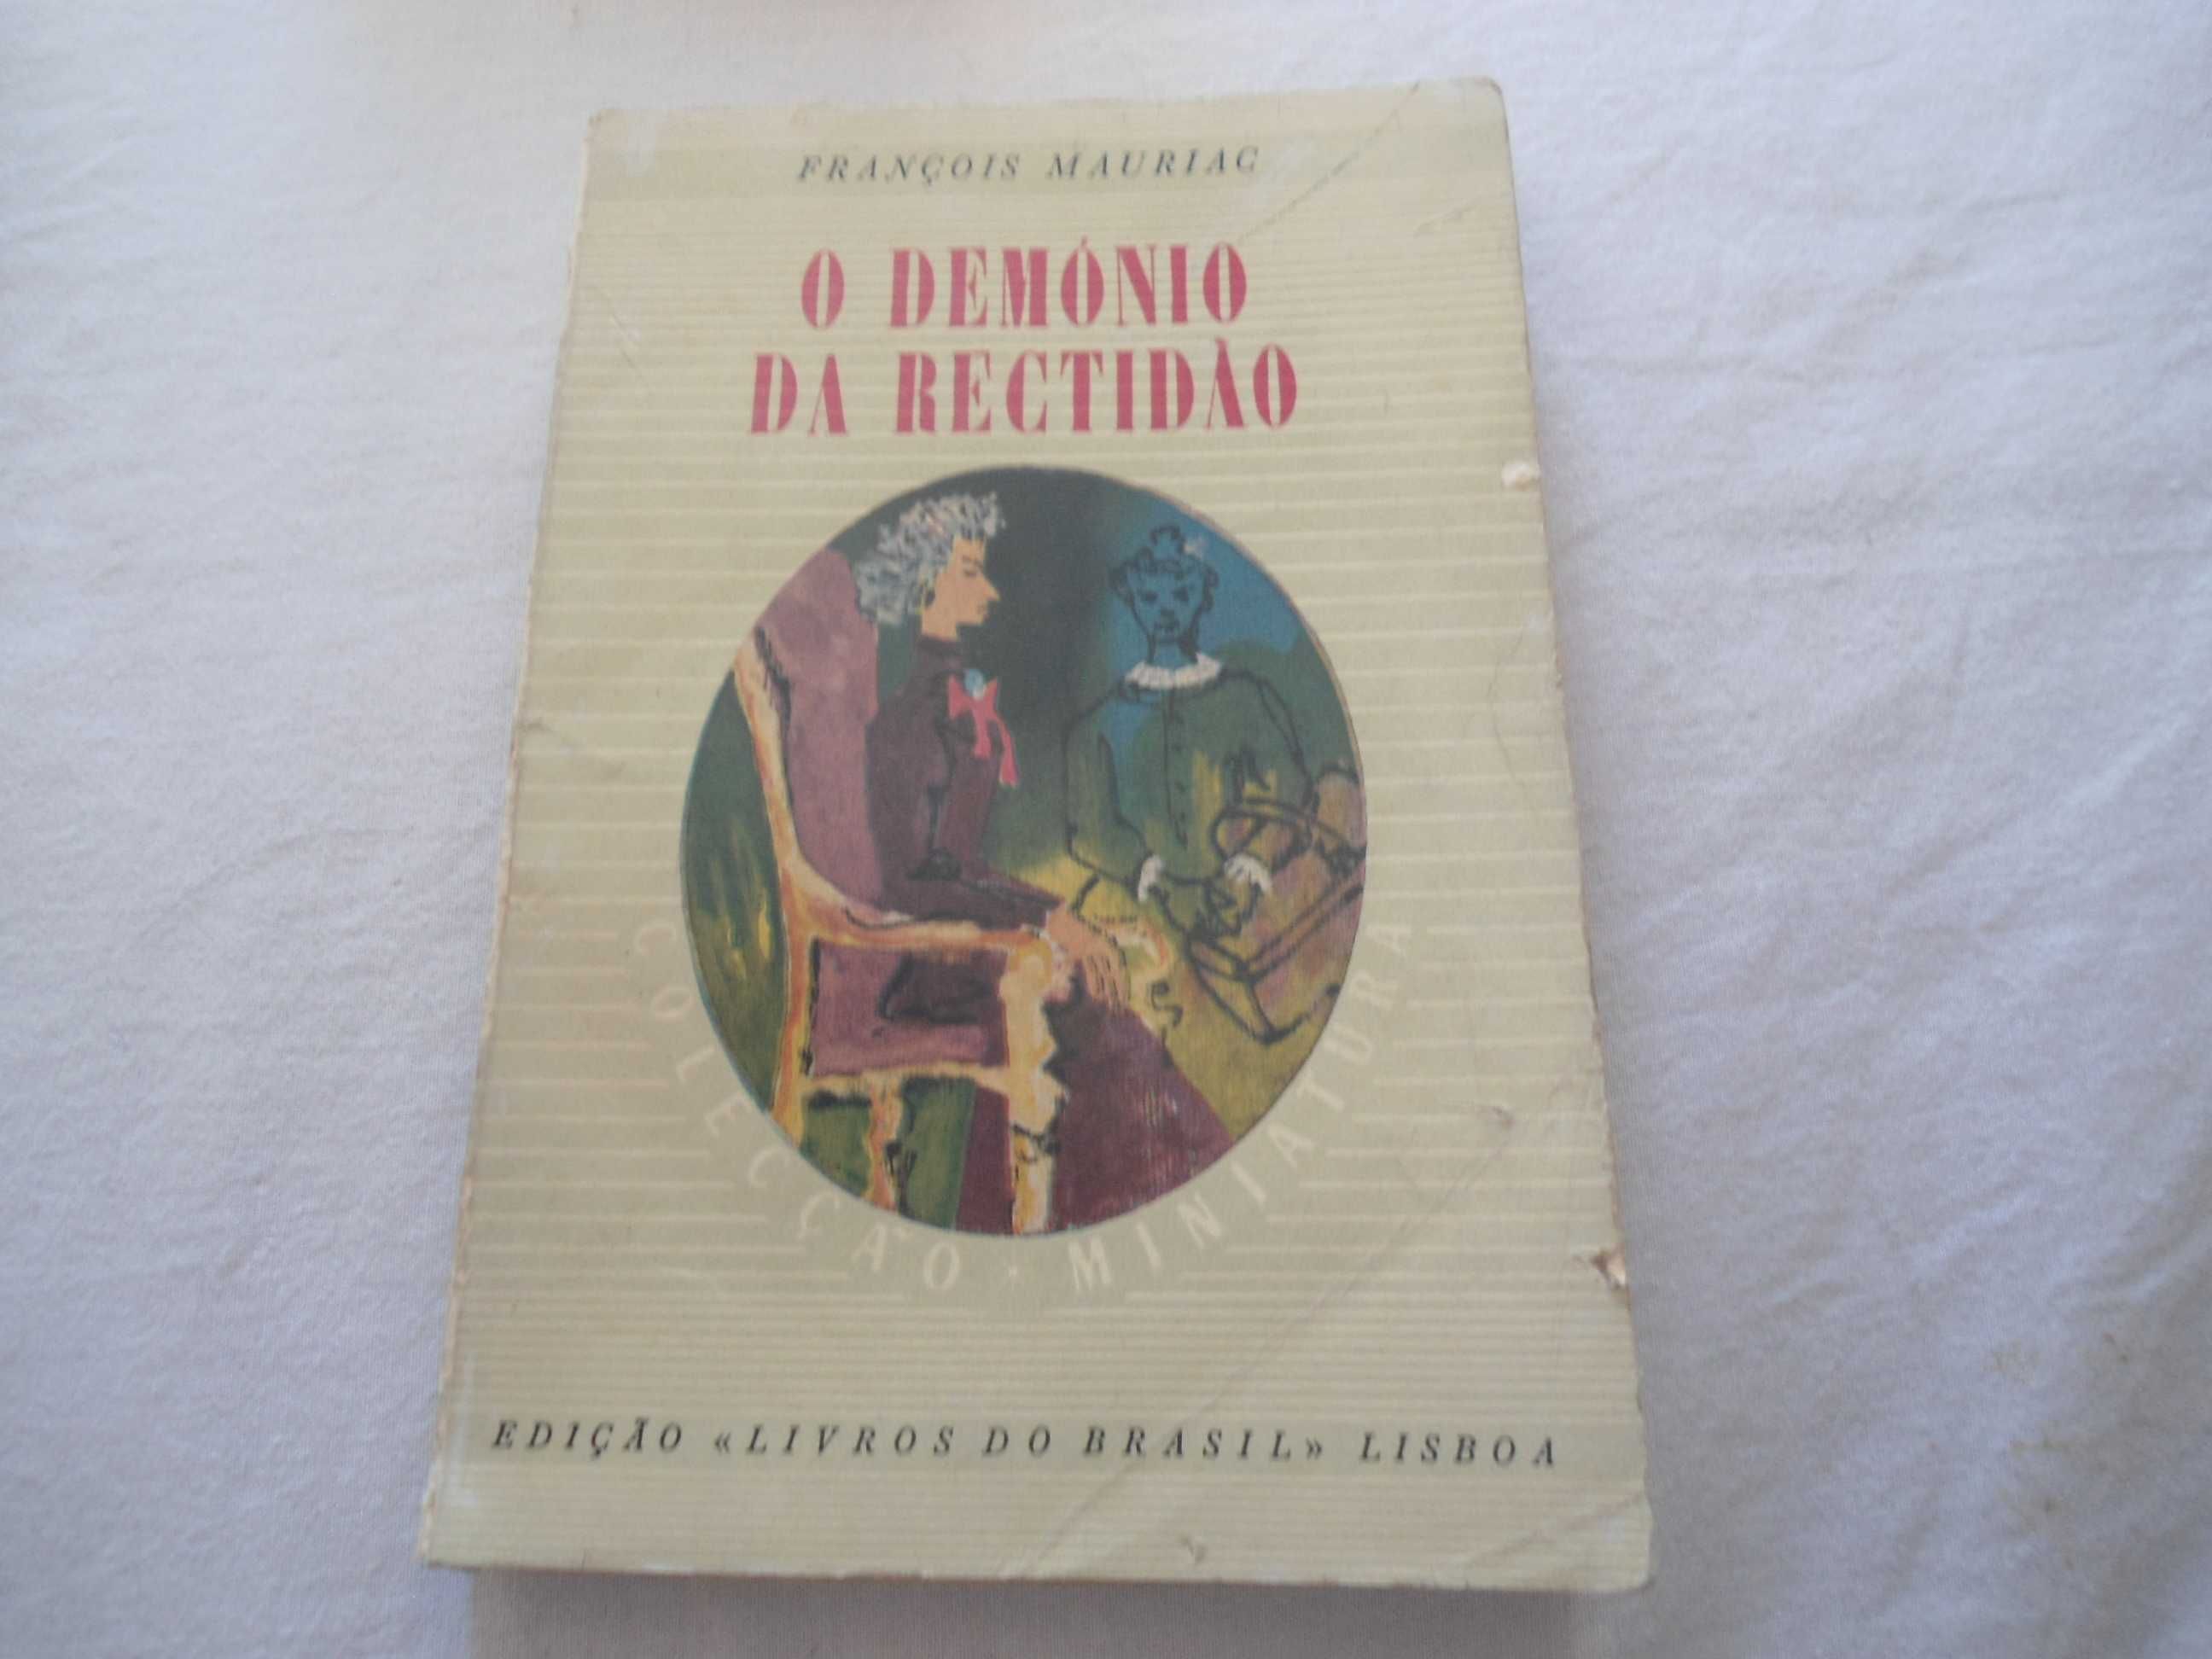 FRANÇOIS MAURIAC
O DEMÓNIO
DA RECTIDÃO
COLECÇÃO · MINIATURA
EDIÇÃO «LIVROS DO BRASIL» LISBOA